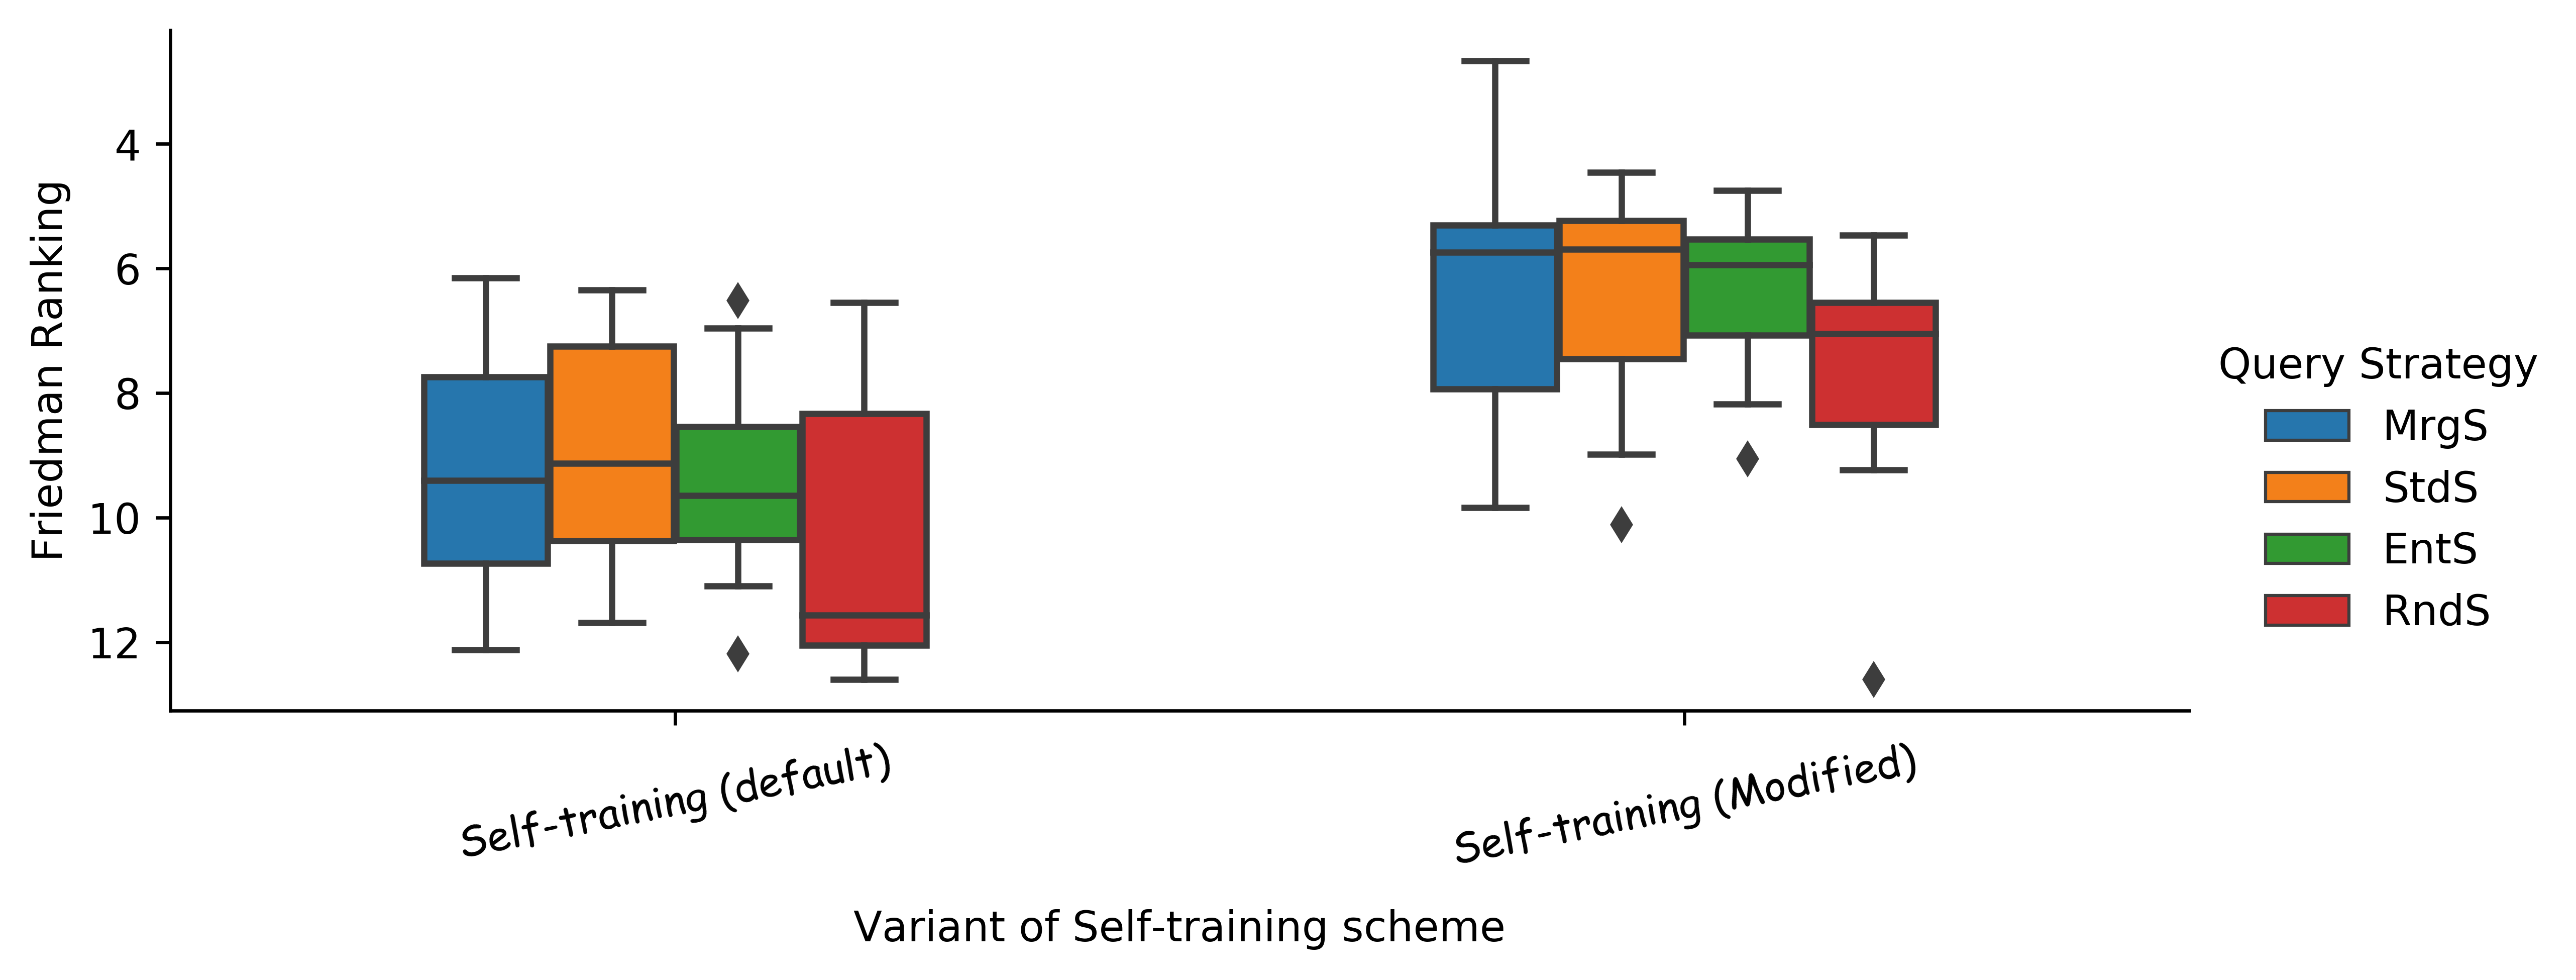 Friedman Ranking
4
6
8
10
12
Self-training (default)
Self-training (Modified)
Variant of Self-training scheme
Query Strategy
MrgS
StdS
EntS
RndS